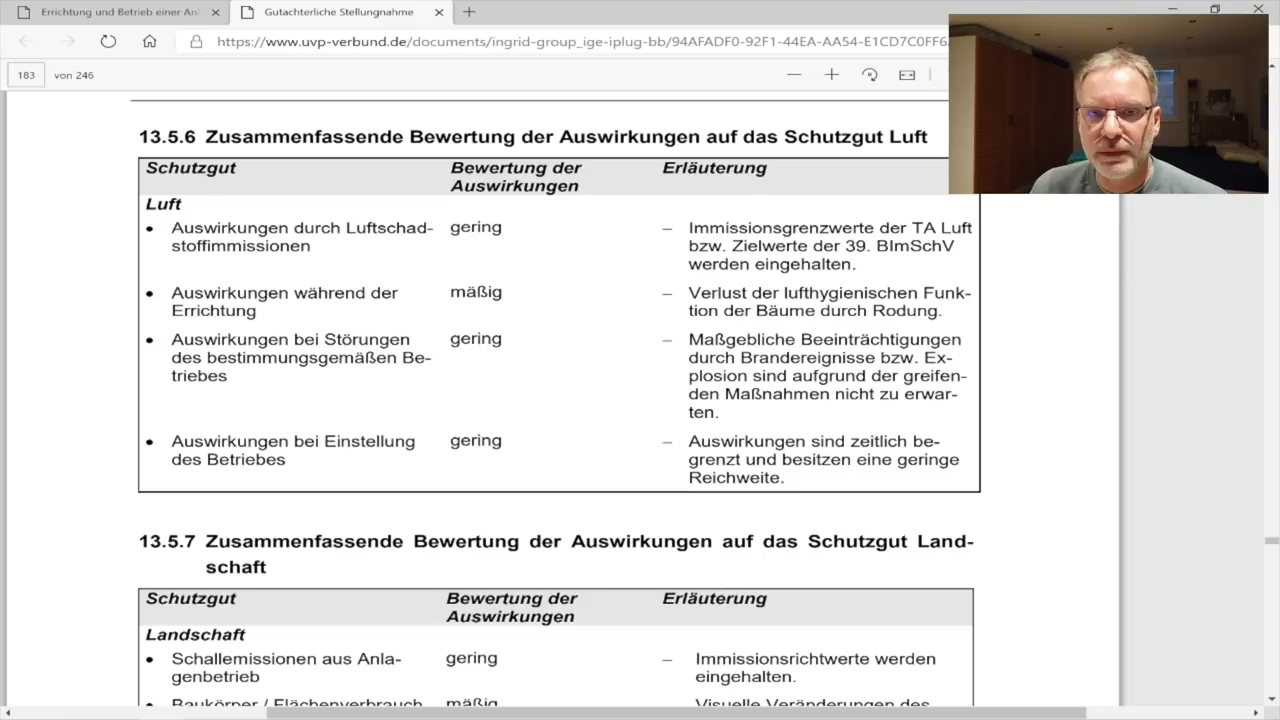 Errichtung und Betrieb einer Anl
Gutachterliche Stellungnahme
https://www.uvp-verbund.de/documents/ingrid-group_ige-iplug-bb/94AFADF0-92F1-44EA-AA54-E1CD7C0FF6
183 von 246
13.5.6 Zusammenfassende Bewertung der Auswirkungen auf das Schutzgut Luft
Schutzgut
Bewertung der
Auswirkungen
Erläuterung
Luft
• Auswirkungen durch Luftschad-
stoffimmissionen
gering
– Immissionsgrenzwerte der TA Luft
bzw. Zielwerte der 39. BImSchV
werden eingehalten.
• Auswirkungen während der
Errichtung
mäßig
– Verlust der lufthygienischen Funk-
tion der Bäume durch Rodung.
• Auswirkungen bei Störungen
des bestimmungsgemäßen Be-
triebes
gering
– Maßgebliche Beeinträchtigungen
durch Brandereignisse bzw. Ex-
plosion sind aufgrund der greifen-
den Maßnahmen nicht zu erwar-
ten.
• Auswirkungen bei Einstellung
des Betriebes
gering
– Auswirkungen sind zeitlich be-
grenzt und besitzen eine geringe
Reichweite.
13.5.7 Zusammenfassende Bewertung der Auswirkungen auf das Schutzgut Land-
schaft
Schutzgut
Bewertung der
Auswirkungen
Erläuterung
Landschaft
• Schallemissionen aus Anla-
genbetrieb
gering
– Immissionsrichtwerte werden
eingehalten.
• Baukörper / Flächenverbrauch
mäßig
Visuelle Veränderungen des